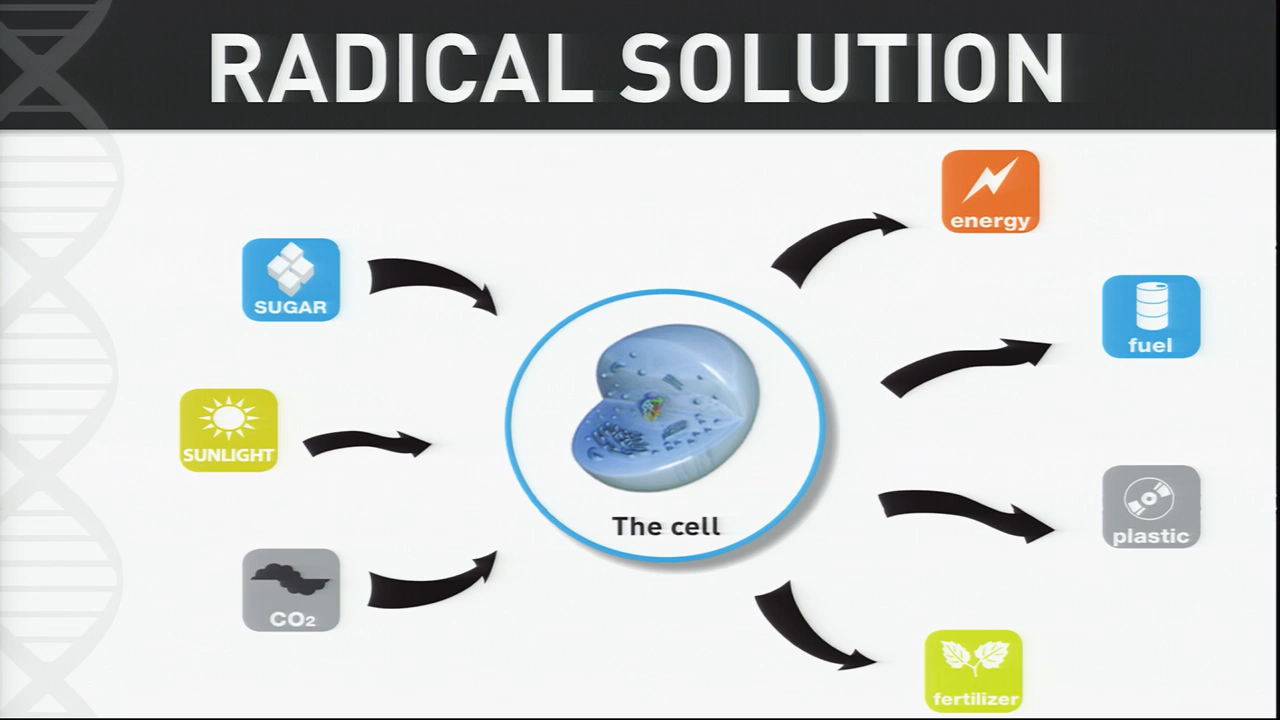 RADICAL SOLUTION
SUGAR
SUNLIGHT
CO₂
The cell
energy
fuel
plastic
fertilizer